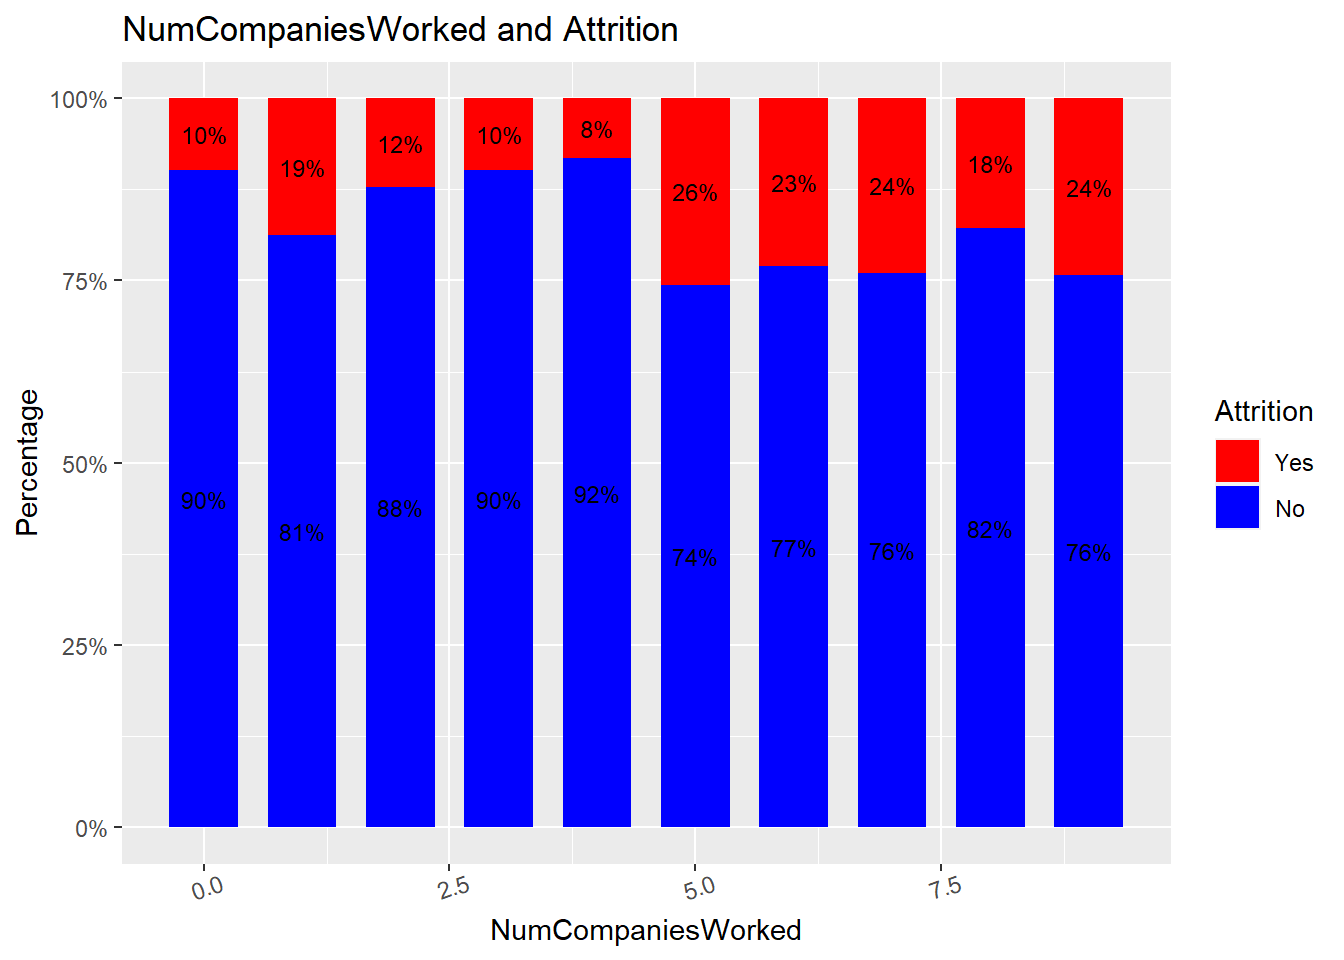 NumCompaniesWorked and Attrition
100%
75%
50%
25%
0%
Percentage
10% 19% 12% 10% 8% 26% 23% 24% 18% 24%
90% 81% 88% 90% 92% 74% 77% 76% 82% 76%
0.0 2.5 5.0 7.5
NumCompaniesWorked
Attrition
Yes
No